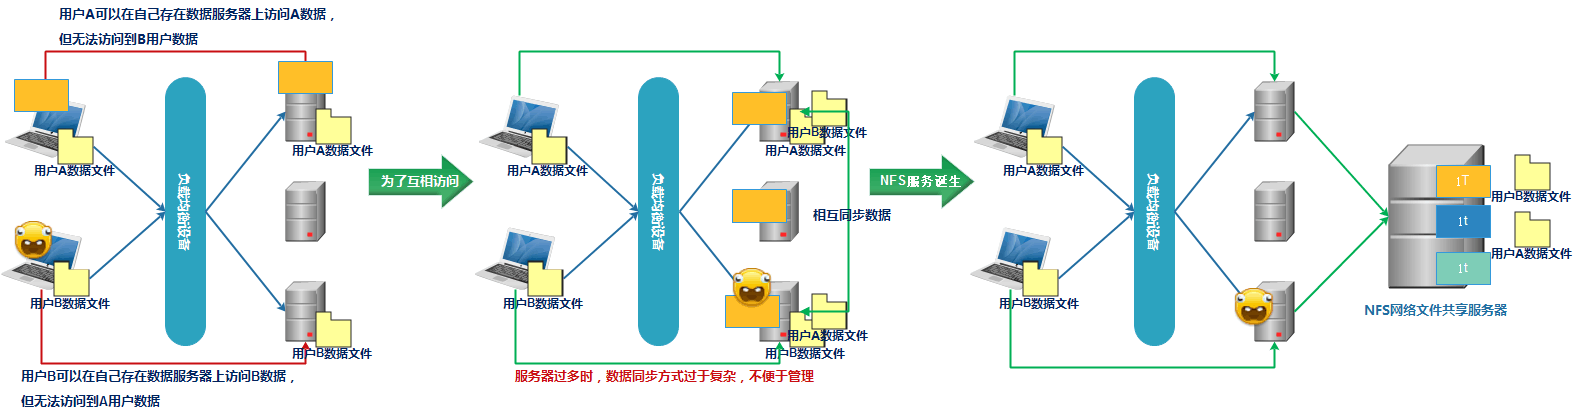 用户A可以在自己存在数据服务器上访问A数据，
但无法访问到B用户数据
用户A数据文件
用户A数据文件
负载均衡设备
用户B数据文件
用户B数据文件
用户B可以在自己存在数据服务器上访问B数据，
但无法访问到A用户数据
为了互相访问
用户A数据文件
用户B数据文件
用户A数据文件
负载均衡设备
相互同步数据
用户B数据文件
用户A数据文件
用户B数据文件
服务器过多时，数据同步方式过于复杂，不便于管理
NFS服务诞生
用户A数据文件
负载均衡设备
用户B数据文件
1T
1t
1t
用户B数据文件
用户A数据文件
NFS网络文件共享服务器